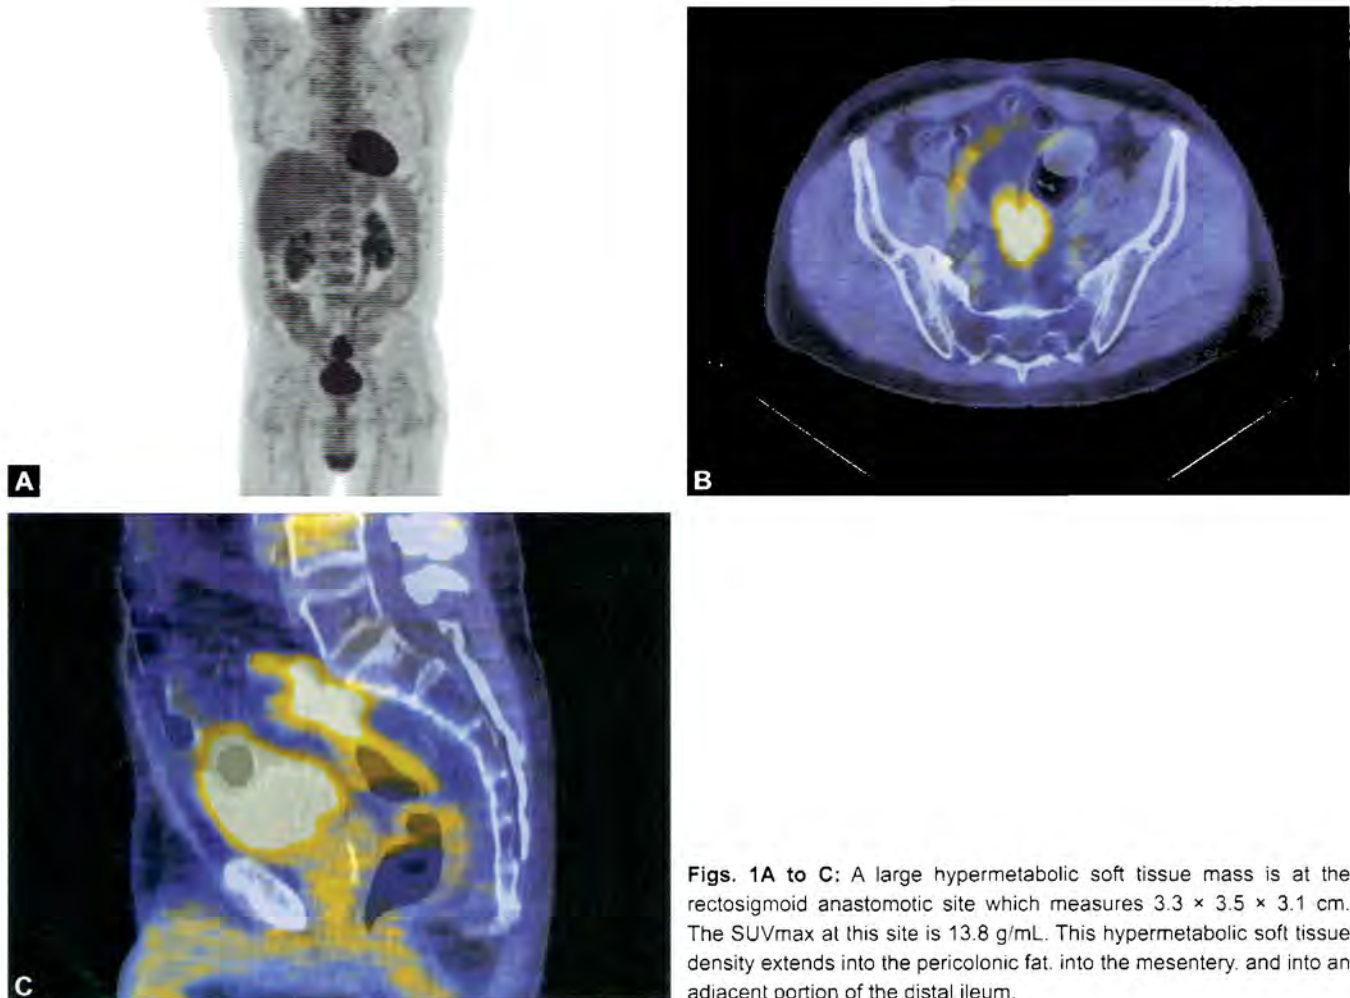 A
B
C
Figs. 1A to C: A large hypermetabolic soft tissue mass is at the
rectosigmoid anastomotic site which measures 3.3 × 3.5 × 3.1 cm.
The SUVmax at this site is 13.8 g/mL. This hypermetabolic soft tissue
density extends into the pericolonic fat. into the mesentery. and into an
adjacent portion of the distal ileum.